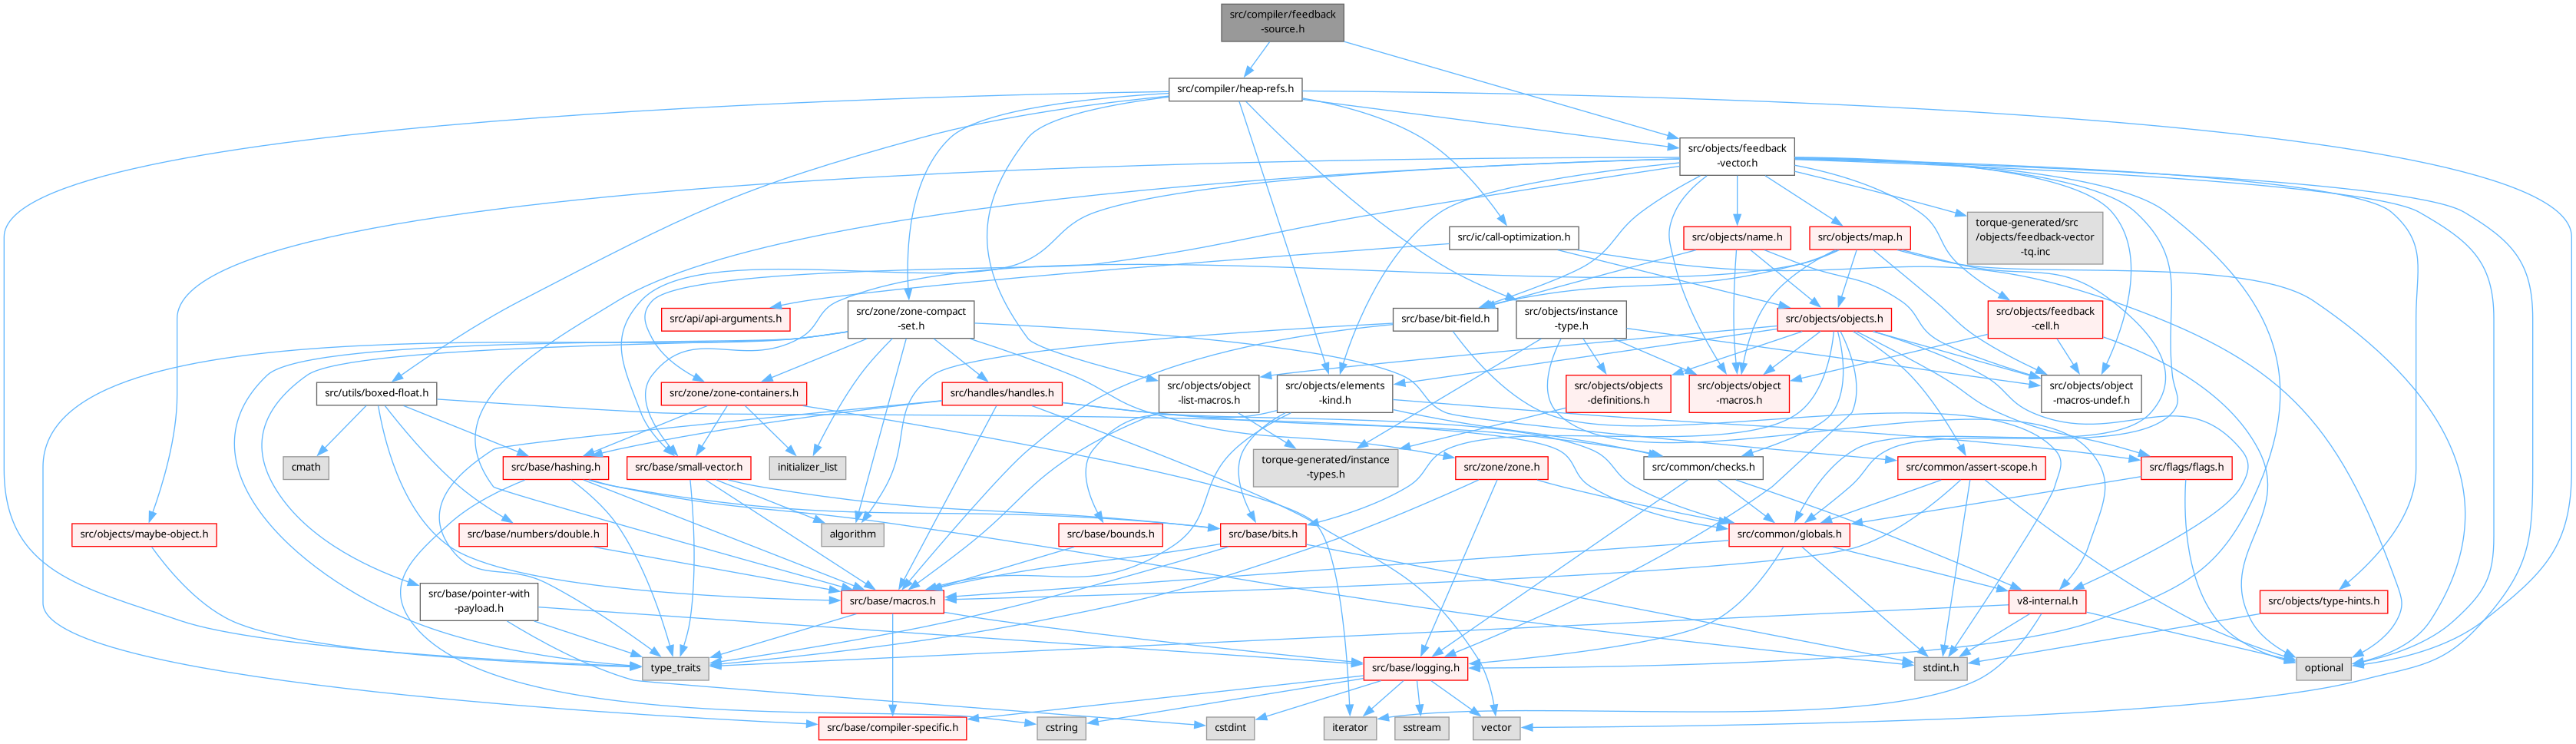 src/compiler/feedback
-source.h
src/compiler/heap-refs.h
src/objects/feedback
-vector.h
src/ic/call-optimization.h
src/objects/name.h
src/objects/map.h
torque-generated/src
/objects/feedback-vector
-tq.inc
src/api/api-arguments.h
src/zone/zone-compact
-set.h
src/base/bit-field.h
src/objects/instance
-type.h
src/objects/objects.h
src/objects/feedback
-cell.h
src/utils/boxed-float.h
src/zone/zone-containers.h
src/handles/handles.h
src/objects/object
-list-macros.h
src/objects/elements
-kind.h
src/objects/objects
-definitions.h
src/objects/object
-macros.h
src/objects/object
-macros-undef.h
cmath
src/base/hashing.h
src/base/small-vector.h
initializer_list
torque-generated/instance
-types.h
src/zone/zone.h
src/common/checks.h
src/common/assert-scope.h
src/flags/flags.h
src/objects/maybe-object.h
src/base/numbers/double.h
algorithm
src/base/bounds.h
src/base/bits.h
src/common/globals.h
src/base/pointer-with
-payload.h
src/base/macros.h
v8-internal.h
src/objects/type-hints.h
type_traits
src/base/logging.h
stdint.h
optional
src/base/compiler-specific.h
cstring
cstdint
iterator
sstream
vector